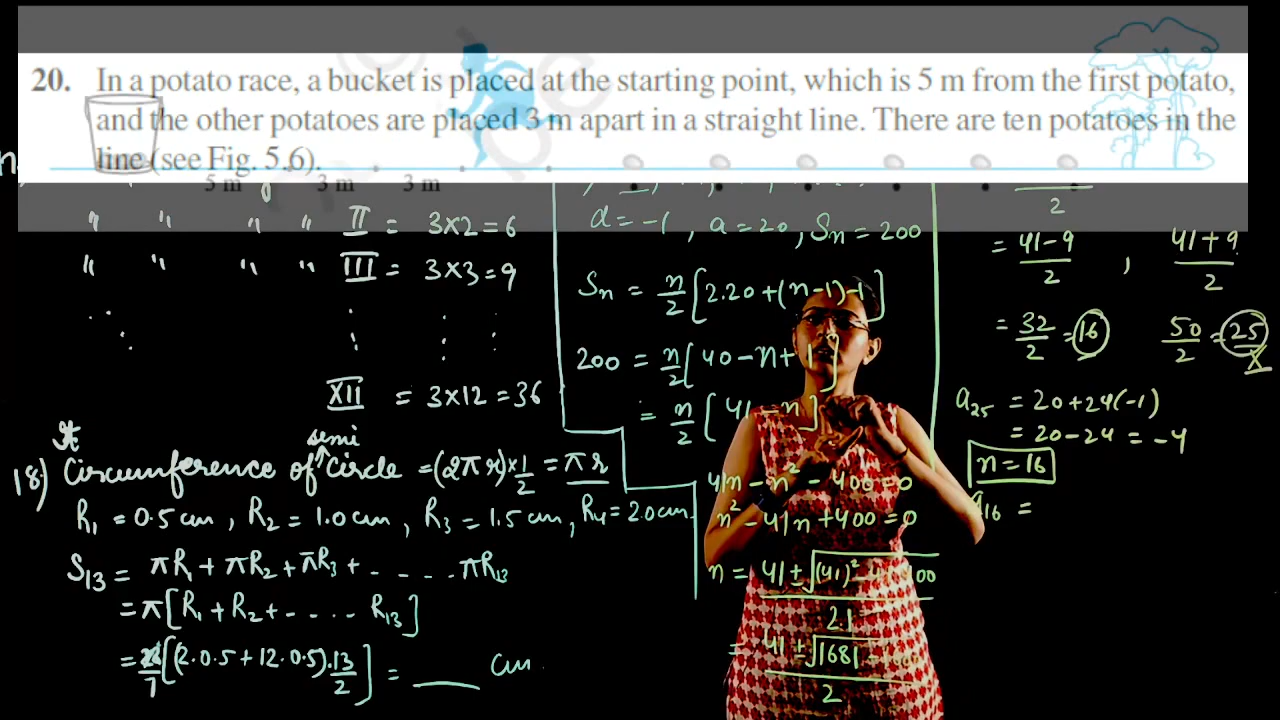 20. In a potato race, a bucket is placed at the starting point, which is 5 m from the first potato,
and the other potatoes are placed 3 m apart in a straight line. There are ten potatoes in the
line (see Fig. 5.6).
5 m 3 m 3 m
" " " " II = 3×2=6
" " " " III = 3×3=9
XII = 3×12=36
18) Circumference of semi Circle = (2πr)×1/2 = πr
R₁ = 0.5 cm, R₂ = 1.0 cm, R₃ = 1.5 cm, R₄ = 2.0 cm
S₁₃ = πR₁ + πR₂ + πR₃ + - . . . . πR₁₃
= π[R₁ + R₂ + - . . . . R₁₃]
[(2·0.5 + 12·0.5)·13/2] = ___ cm
d = -1, a = 20, Sn = 200
Sn = n/2[2.20+(n-1)-1]
200 = n/2[40-n+1]
= n/2[41-n]
41n - n² - 400=0
n² - 41n + 400 = 0
n = 41 ± √(41)²
2.1
= 41 ± √1681
2
2
= 41-9/2 , 41+9/2
= 32/2 = 16 50/2 = 25 X
a₂₅ = 20+24(-1)
= 20-24 = -4
n = 16
a₁₆ =